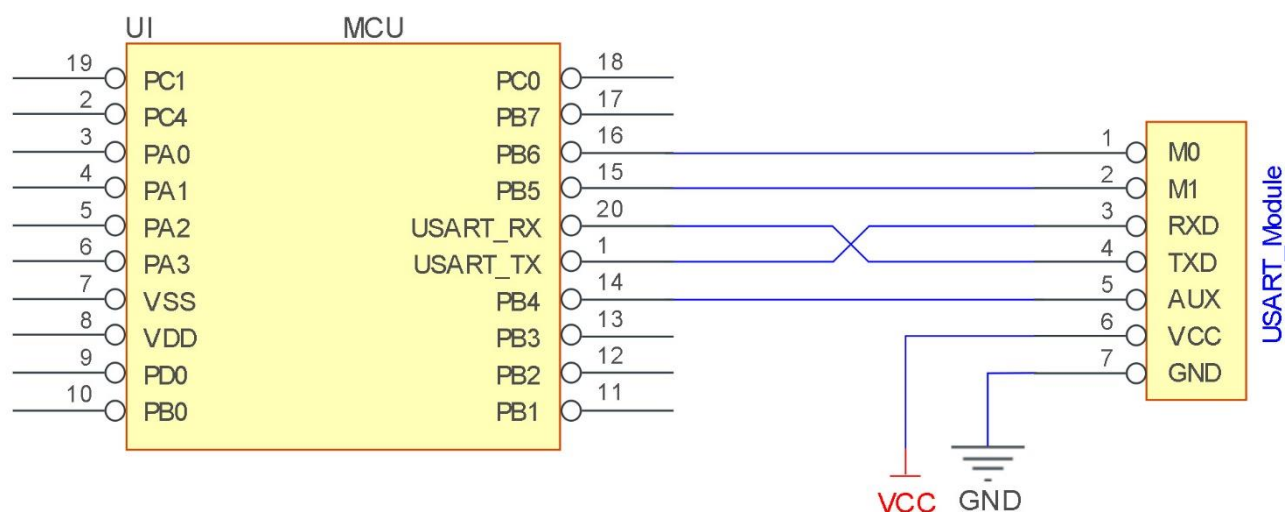 UI MCU
19 PC1 PC0 18
2 PC4 PB7 17
3 PA0 PB6 16 1 M0
4 PA1 PB5 15 2 M1
5 PA2 USART_RX 20 3 RXD
6 PA3 USART_TX 1 4 TXD
7 VSS PB4 14 5 AUX
8 VDD PB3 13 6 VCC
9 PD0 PB2 12 7 GND
10 PB0 PB1 11
USART_Module
VCC GND